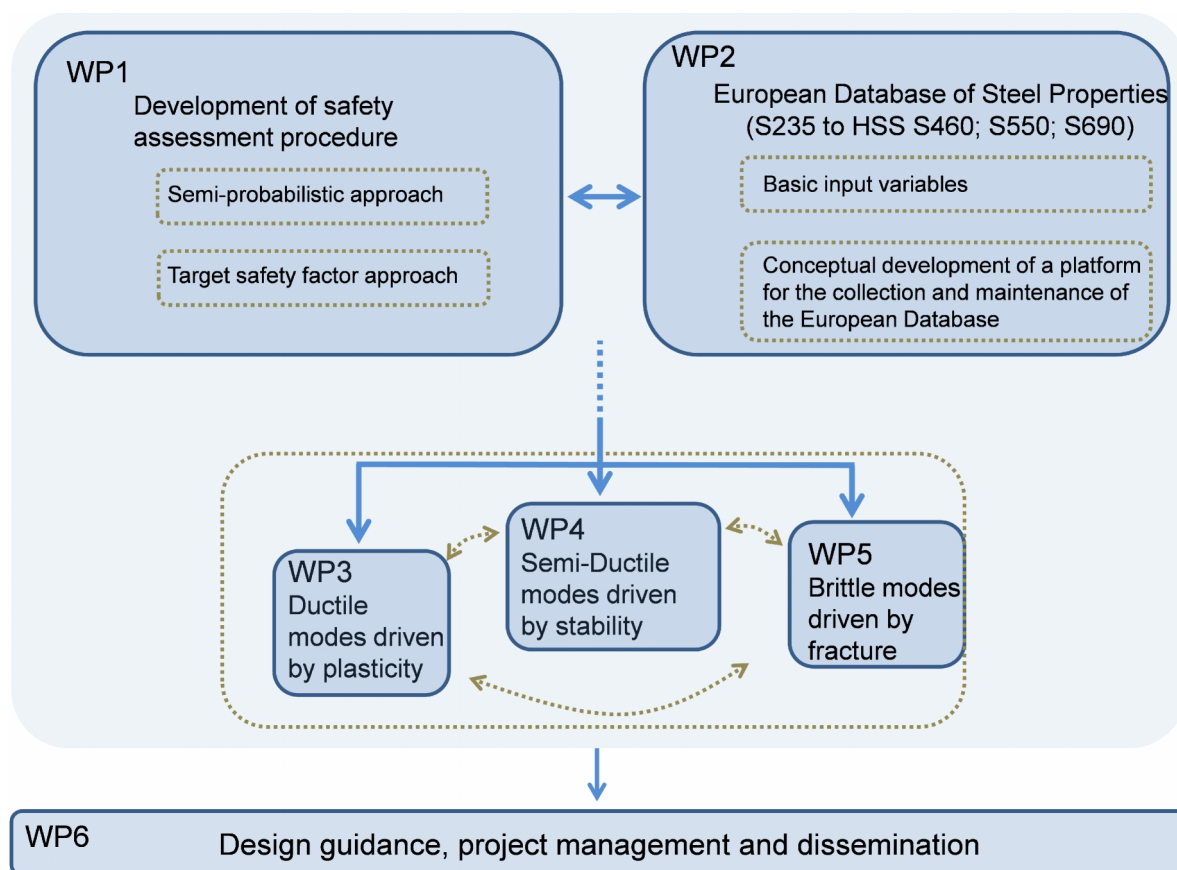 WP1
Development of safety
assessment procedure
Semi-probabilistic approach
Target safety factor approach
WP2
European Database of Steel Properties
(S235 to HSS S460; S550; S690)
Basic input variables
Conceptual development of a platform
for the collection and maintenance of
the European Database
WP3
Ductile
modes driven
by plasticity
WP4
Semi-Ductile
modes driven
by stability
WP5
Brittle modes
driven by
fracture
WP6
Design guidance, project management and dissemination